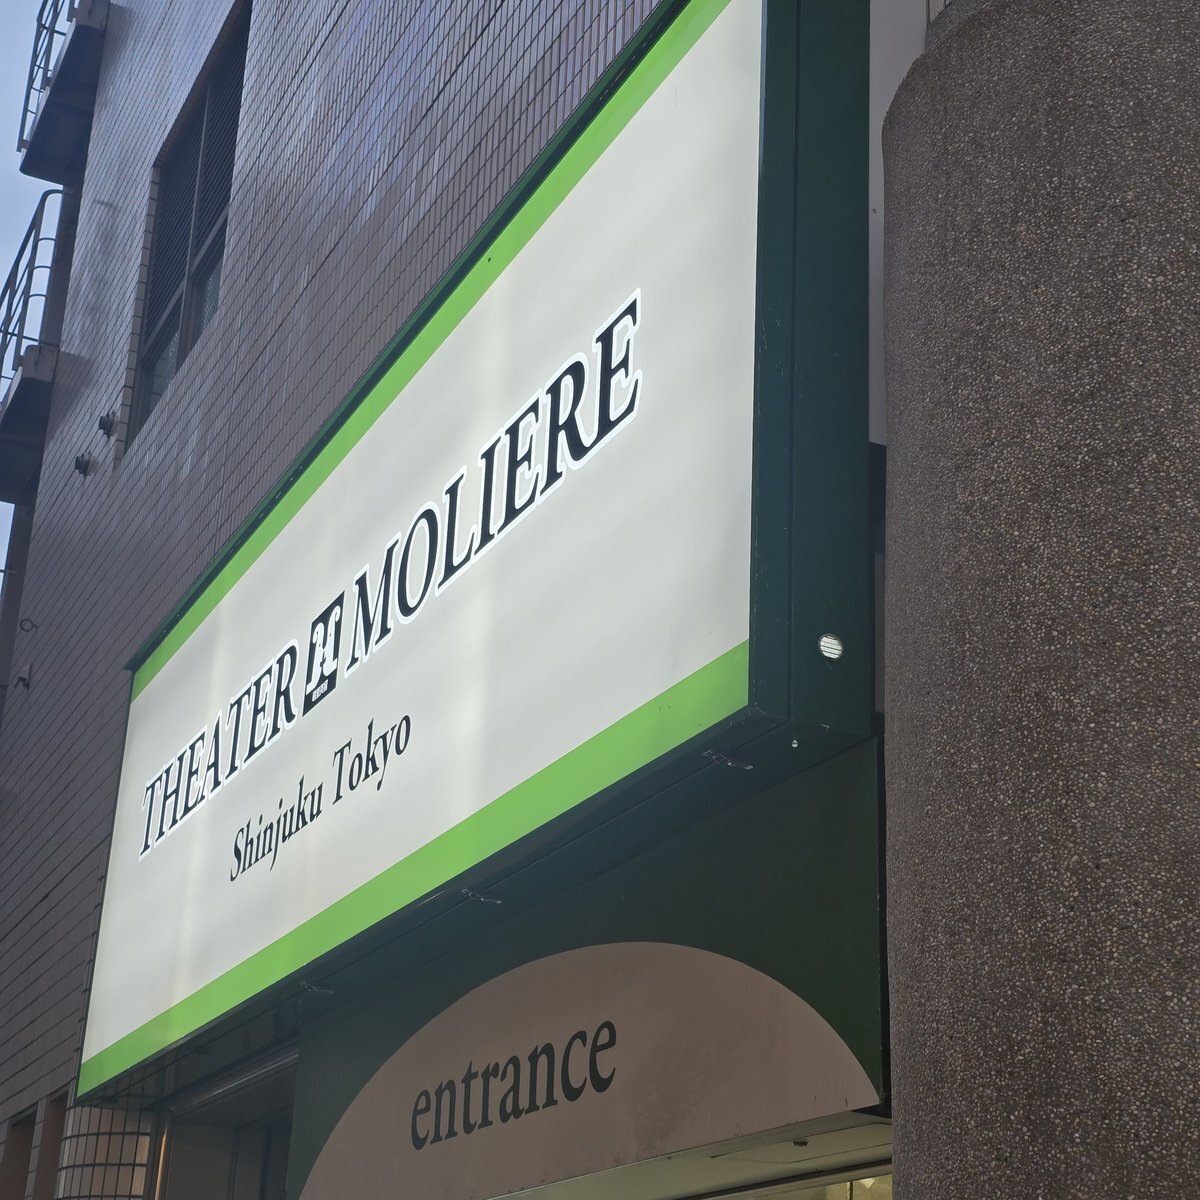 THEATER MOLIERE
Shinjuku Tokyo
entrance